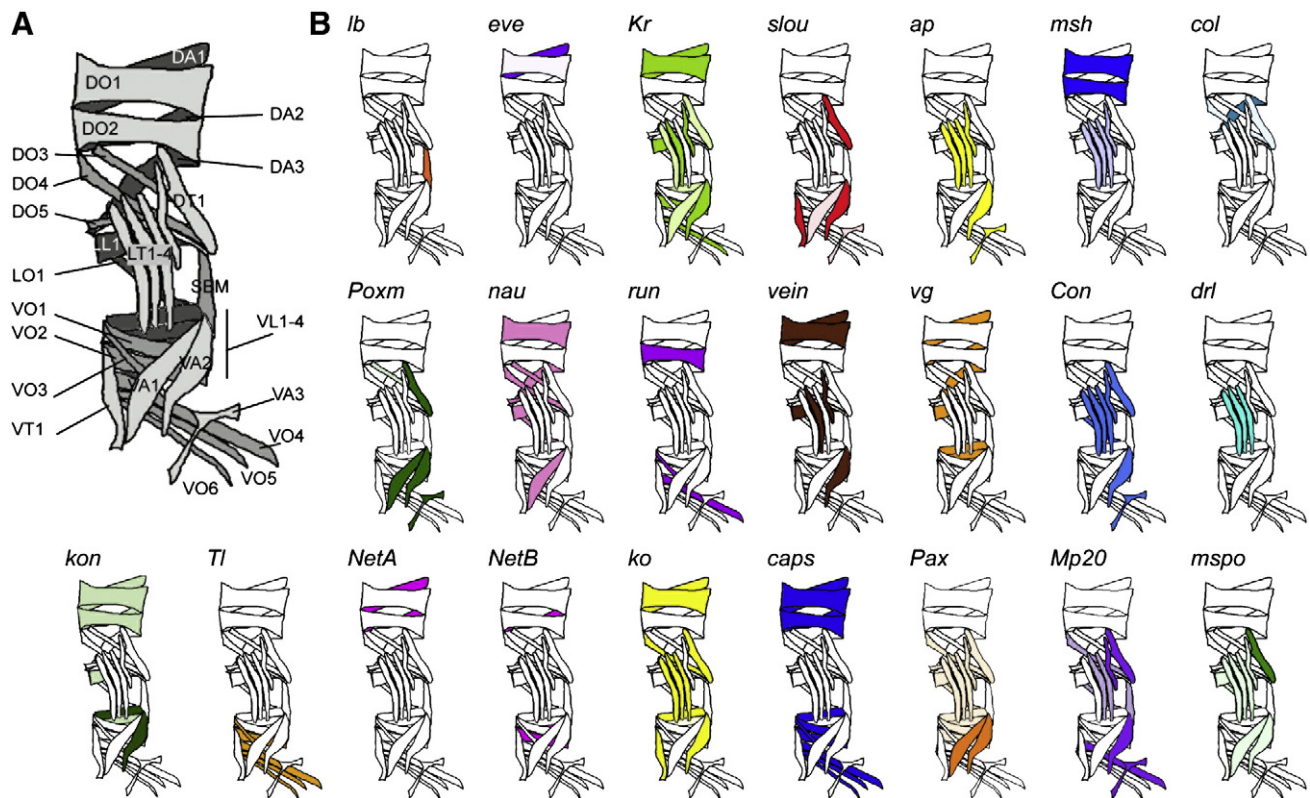 A
DA1
DO1
DA2
DO2
DO3
DA3
DO4
DT1
DO5
LL1
LT1-4
LO1
SBM
VO1
VL1-4
VO2
VA2
VO3
VA1
VA3
VT1
VO4
VO5
VO6
B
lb eve Kr slou ap msh col
Poxm nau run vein vg Con drl
kon Tl NetA NetB ko caps Pax Mp20 mspo